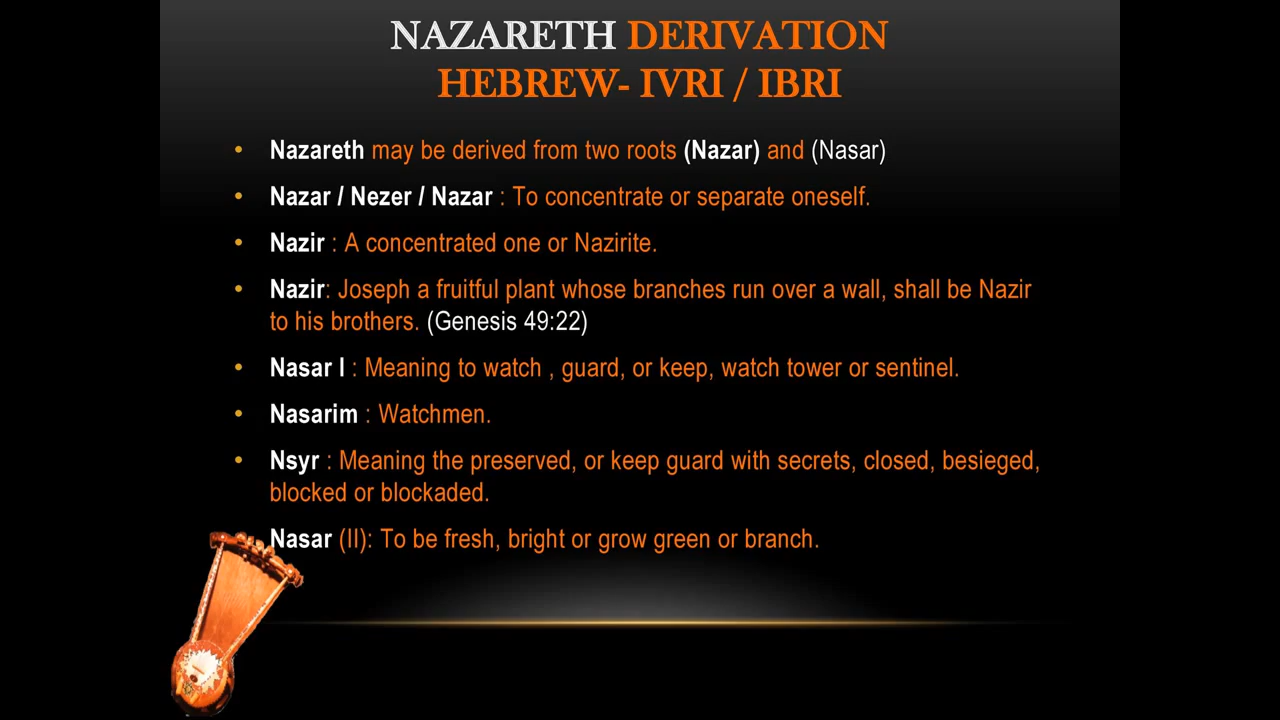 NAZARETH DERIVATION
HEBREW- IVRI / IBRI
• Nazareth may be derived from two roots (Nazar) and (Nasar)
• Nazar / Nezer / Nazar : To concentrate or separate oneself.
• Nazir : A concentrated one or Nazirite.
• Nazir: Joseph a fruitful plant whose branches run over a wall, shall be Nazir
to his brothers. (Genesis 49:22)
• Nasar I : Meaning to watch , guard, or keep, watch tower or sentinel.
• Nasarim : Watchmen.
• Nsyr : Meaning the preserved, or keep guard with secrets, closed, besieged,
blocked or blockaded.
Nasar (II): To be fresh, bright or grow green or branch.